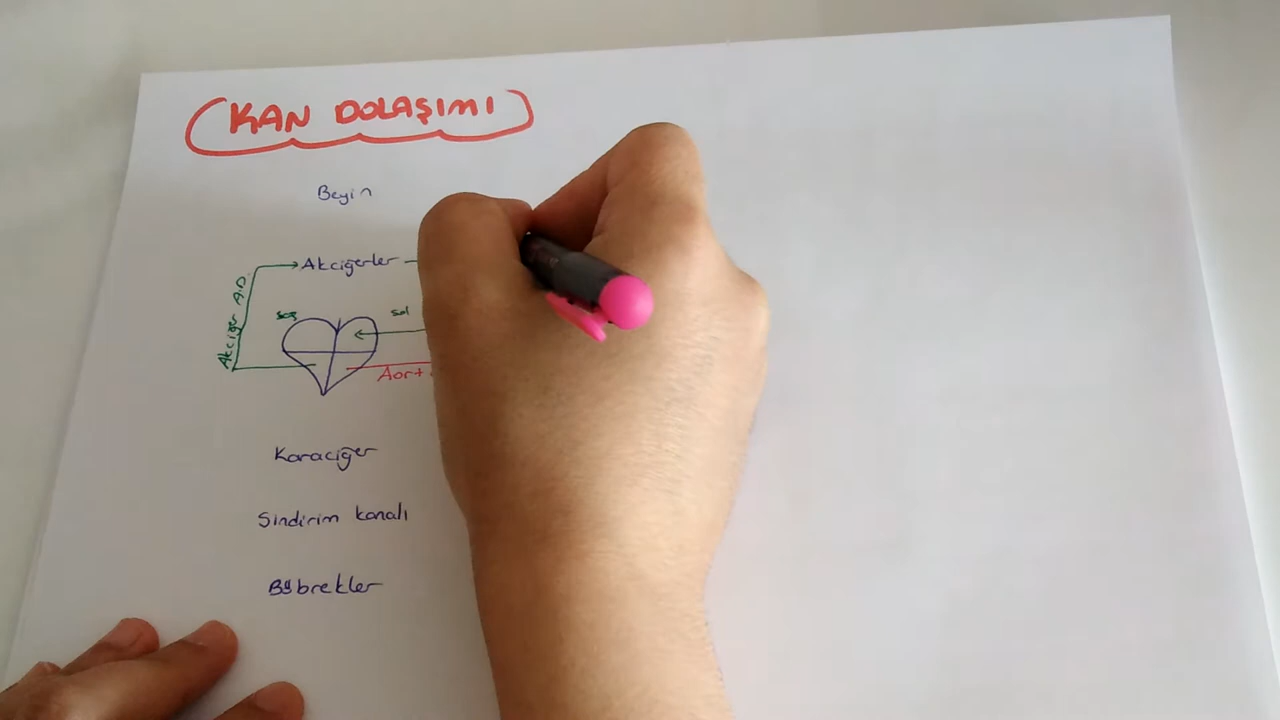 KAN DOLAŞIMI
Beyin
Akciğerler
Akciğer A.D.
sağ
sol
Aort
Karaciğer
Sindirim kanalı
Böbrekler